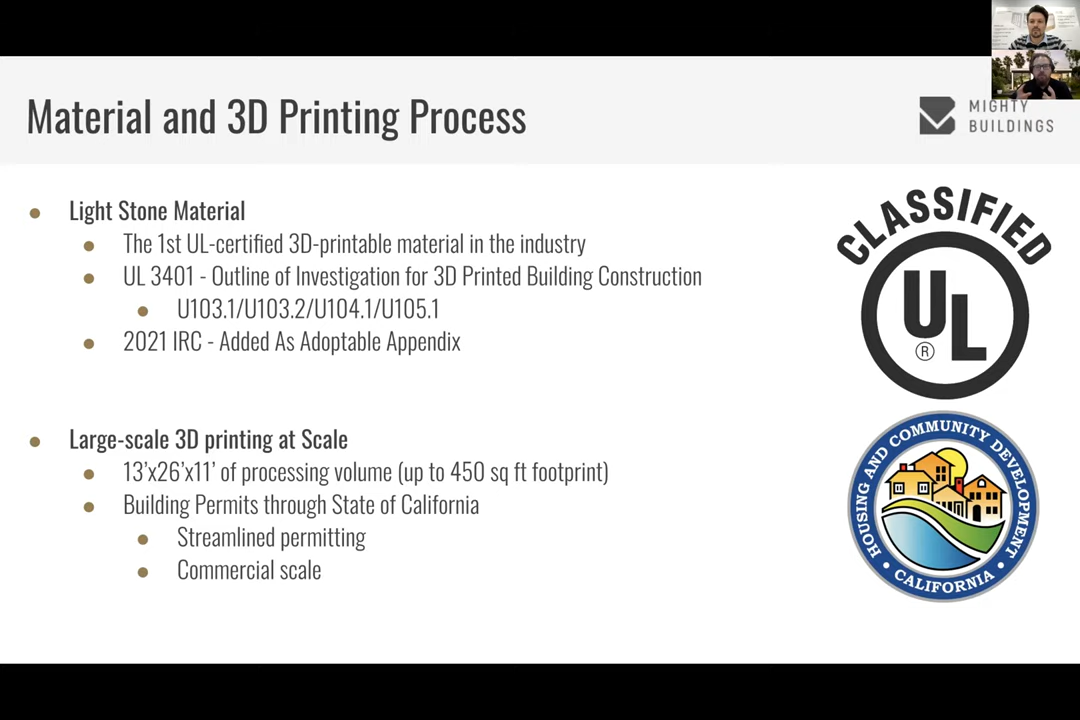 Material and 3D Printing Process
MIGHTY
BUILDINGS
Light Stone Material
The 1st UL-certified 3D-printable material in the industry
UL 3401 - Outline of Investigation for 3D Printed Building Construction
U103.1/U103.2/U104.1/U105.1
2021 IRC - Added As Adoptable Appendix
Large-scale 3D printing at Scale
13’x26’x11’ of processing volume (up to 450 sq ft footprint)
Building Permits through State of California
Streamlined permitting
Commercial scale
CLASSIFIED
UL
®
HOUSING AND COMMUNITY DEVELOPMENT
• CALIFORNIA •